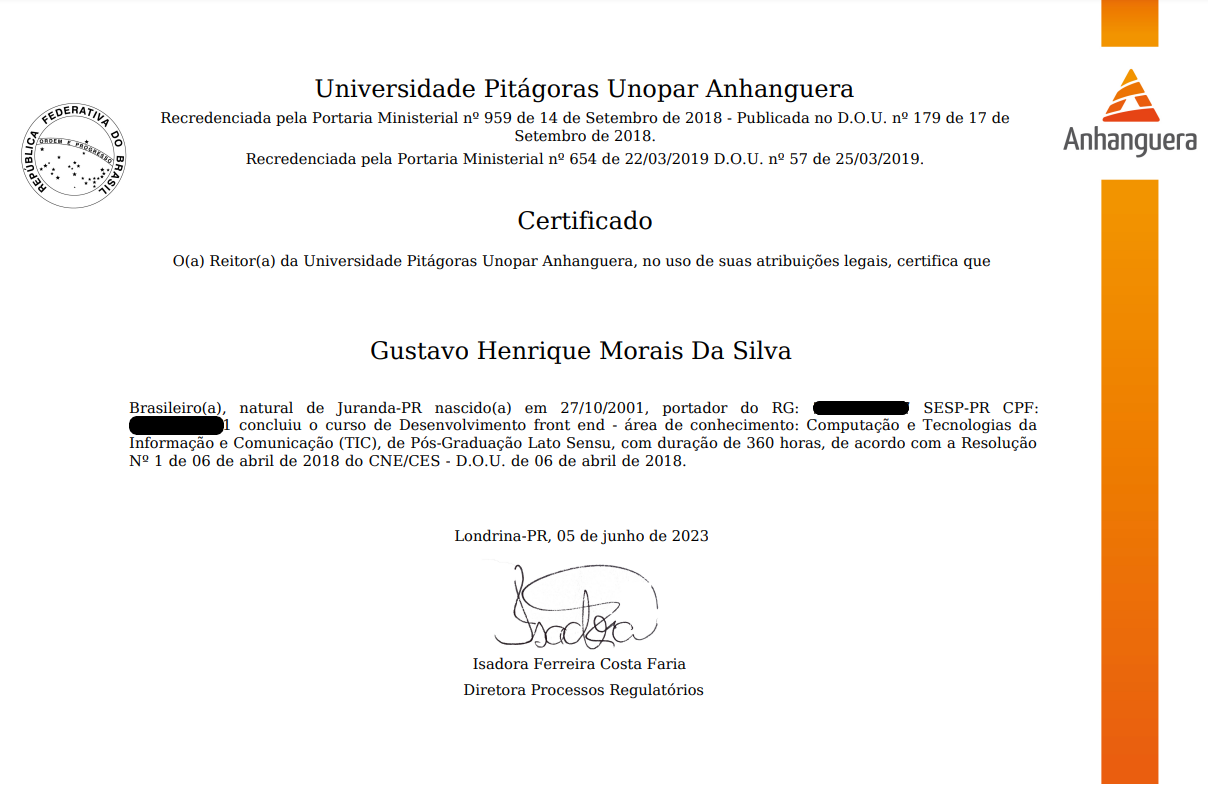 Universidade Pitágoras Unopar Anhanguera
Recredenciada pela Portaria Ministerial nº 959 de 14 de Setembro de 2018 - Publicada no D.O.U. nº 179 de 17 de
Setembro de 2018.
Recredenciada pela Portaria Ministerial nº 654 de 22/03/2019 D.O.U. nº 57 de 25/03/2019.
REPÚBLICA FEDERATIVA DO BRASIL
ORDEM E PROGRESSO
Anhanguera
Certificado
O(a) Reitor(a) da Universidade Pitágoras Unopar Anhanguera, no uso de suas atribuições legais, certifica que
Gustavo Henrique Morais Da Silva
Brasileiro(a), natural de Juranda-PR nascido(a) em 27/10/2001, portador do RG: SESP-PR CPF:
1 concluiu o curso de Desenvolvimento front end - área de conhecimento: Computação e Tecnologias da
Informação e Comunicação (TIC), de Pós-Graduação Lato Sensu, com duração de 360 horas, de acordo com a Resolução
Nº 1 de 06 de abril de 2018 do CNE/CES - D.O.U. de 06 de abril de 2018.
Londrina-PR, 05 de junho de 2023
Isadora
Isadora Ferreira Costa Faria
Diretora Processos Regulatórios